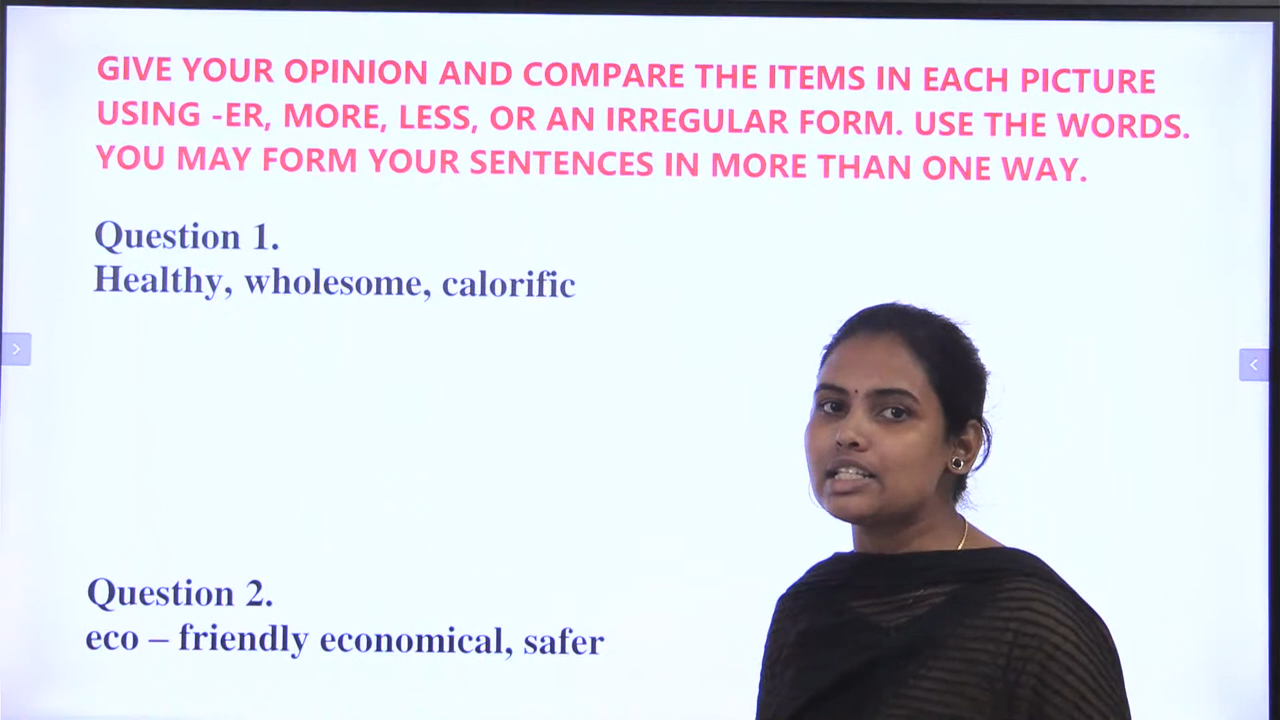 GIVE YOUR OPINION AND COMPARE THE ITEMS IN EACH PICTURE
USING -ER, MORE, LESS, OR AN IRREGULAR FORM. USE THE WORDS.
YOU MAY FORM YOUR SENTENCES IN MORE THAN ONE WAY.
Question 1.
Healthy, wholesome, calorific
Question 2.
eco – friendly economical, safer